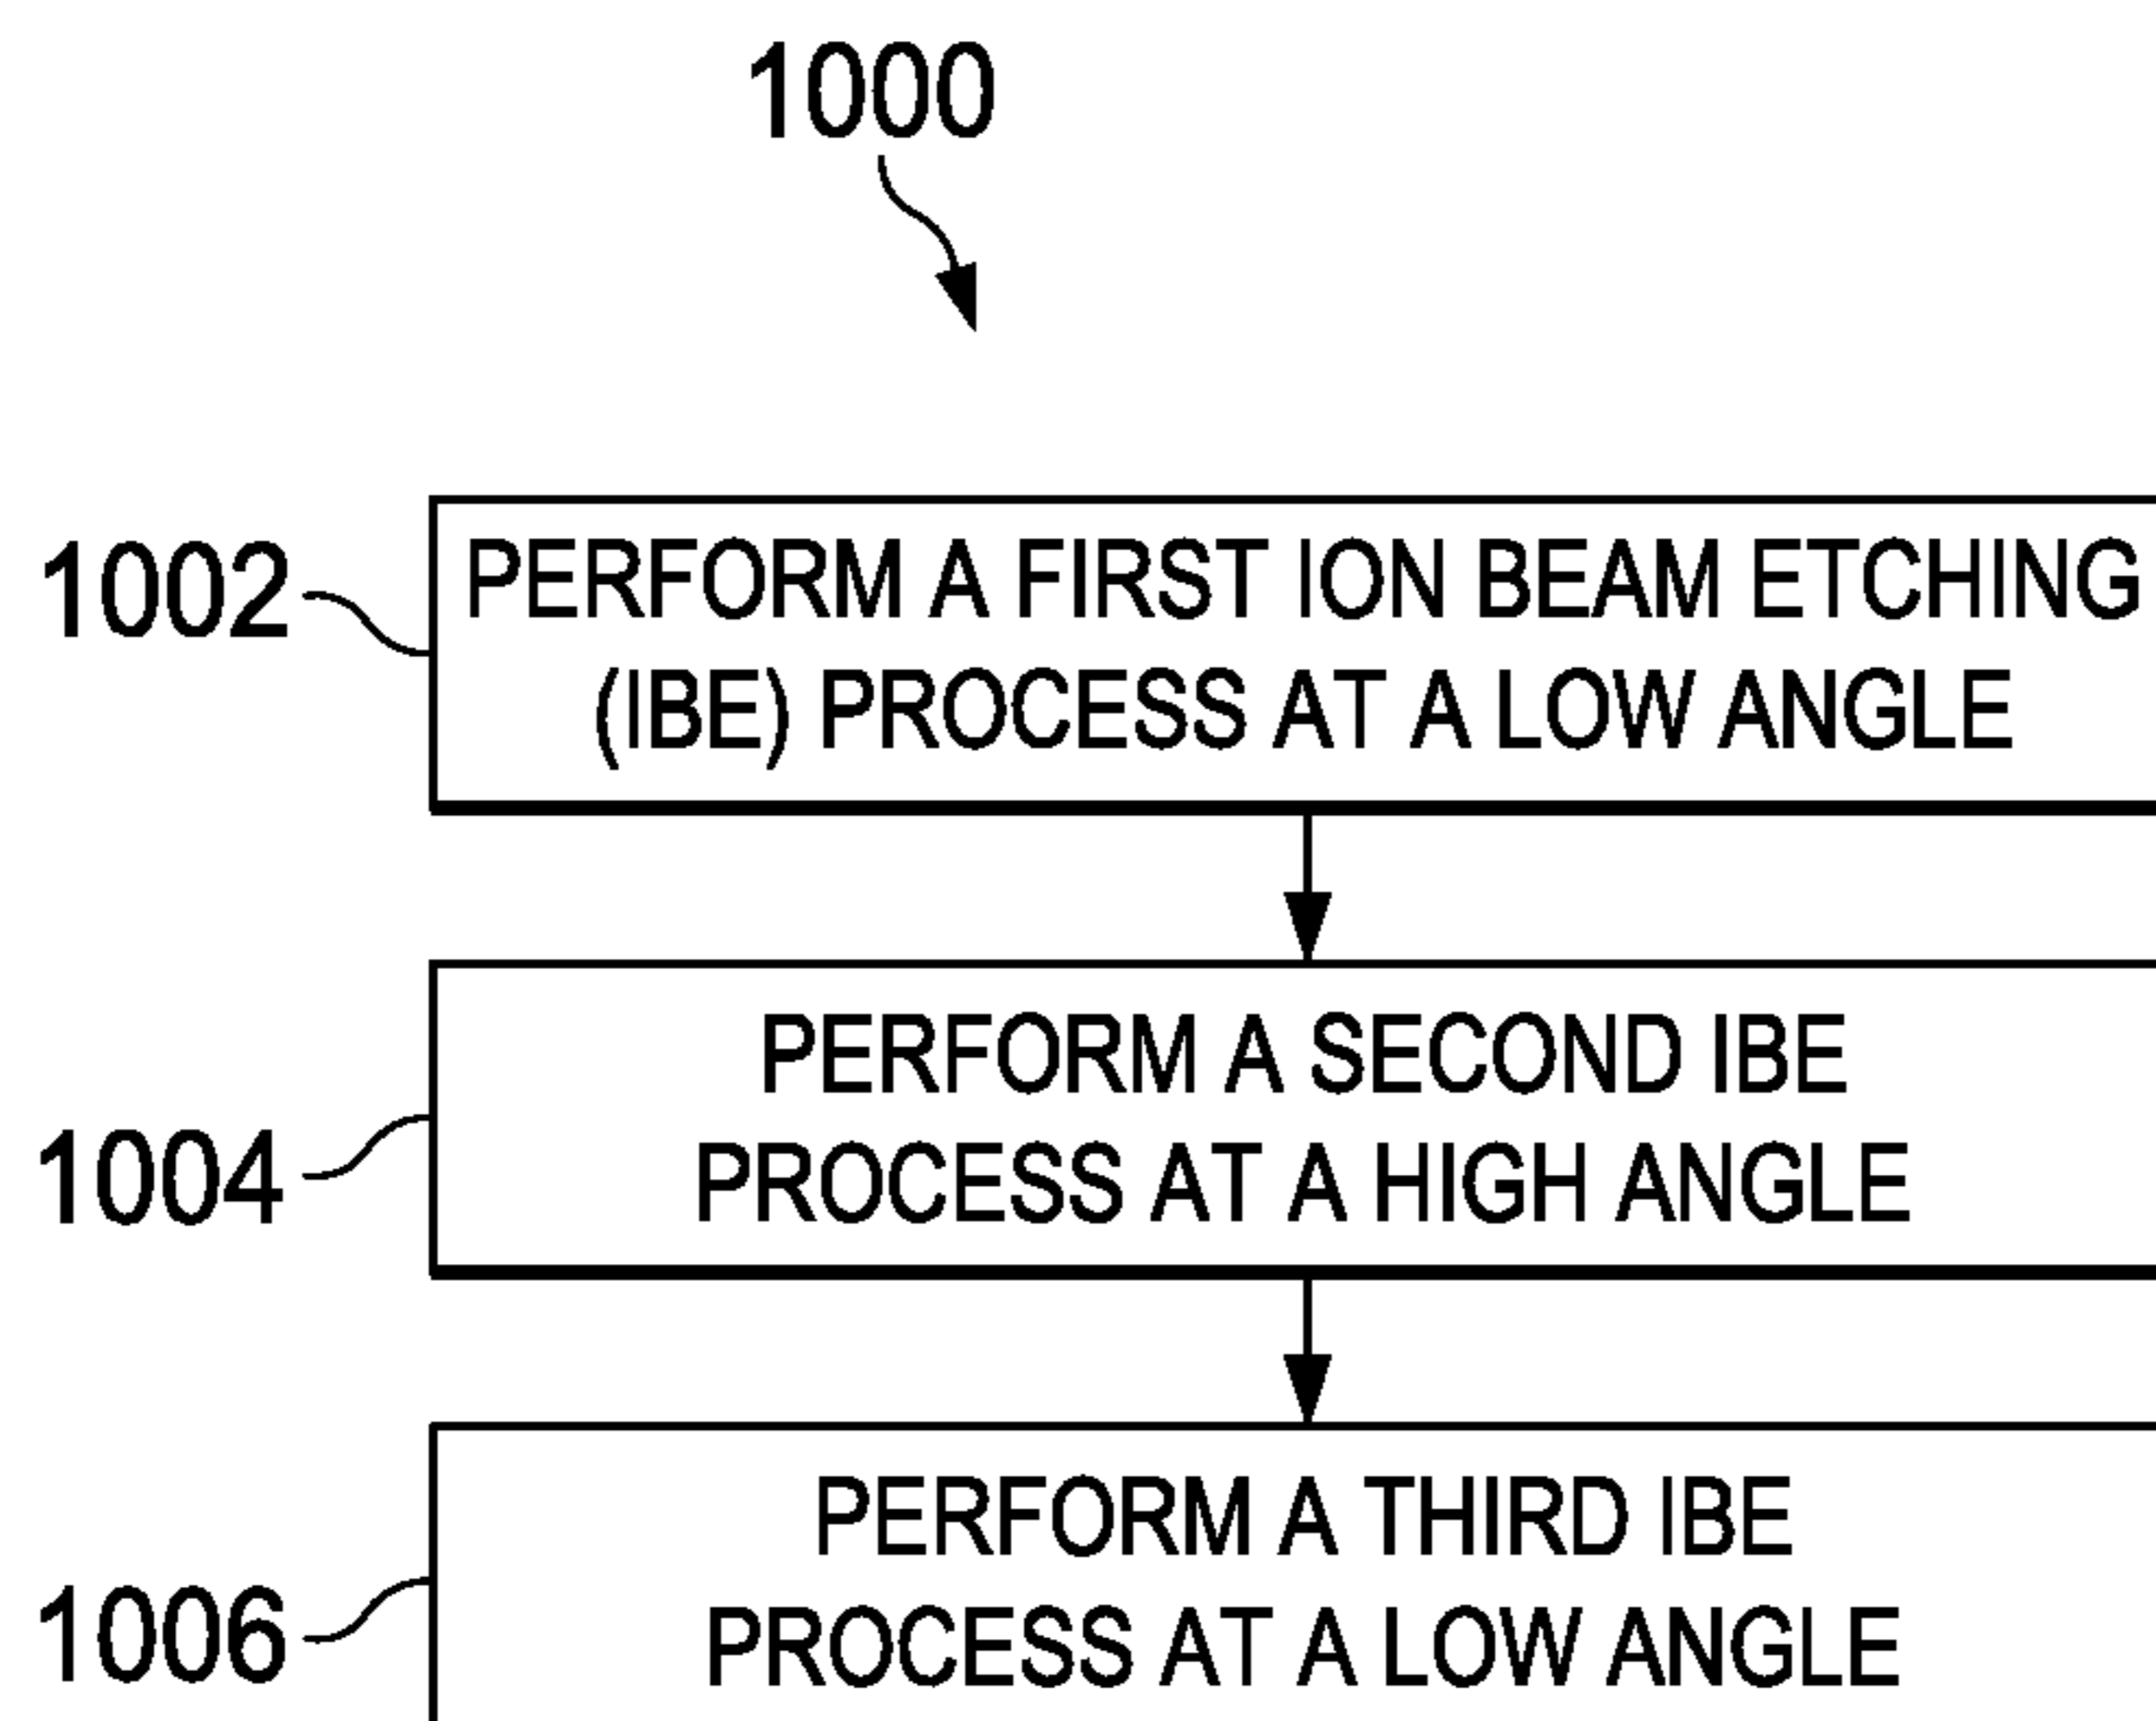 1000
1002
PERFORM A FIRST ION BEAM ETCHING
(IBE) PROCESS AT A LOW ANGLE
1004
PERFORM A SECOND IBE
PROCESS AT A HIGH ANGLE
1006
PERFORM A THIRD IBE
PROCESS AT A LOW ANGLE